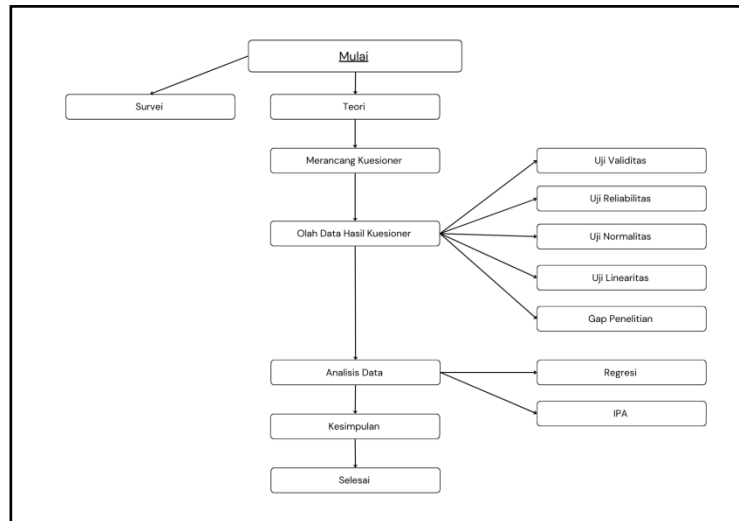 Mulai
Survei
Teori
Merancang Kuesioner
Olah Data Hasil Kuesioner
Uji Validitas
Uji Reliabilitas
Uji Normalitas
Uji Linearitas
Gap Penelitian
Analisis Data
Regresi
IPA
Kesimpulan
Selesai